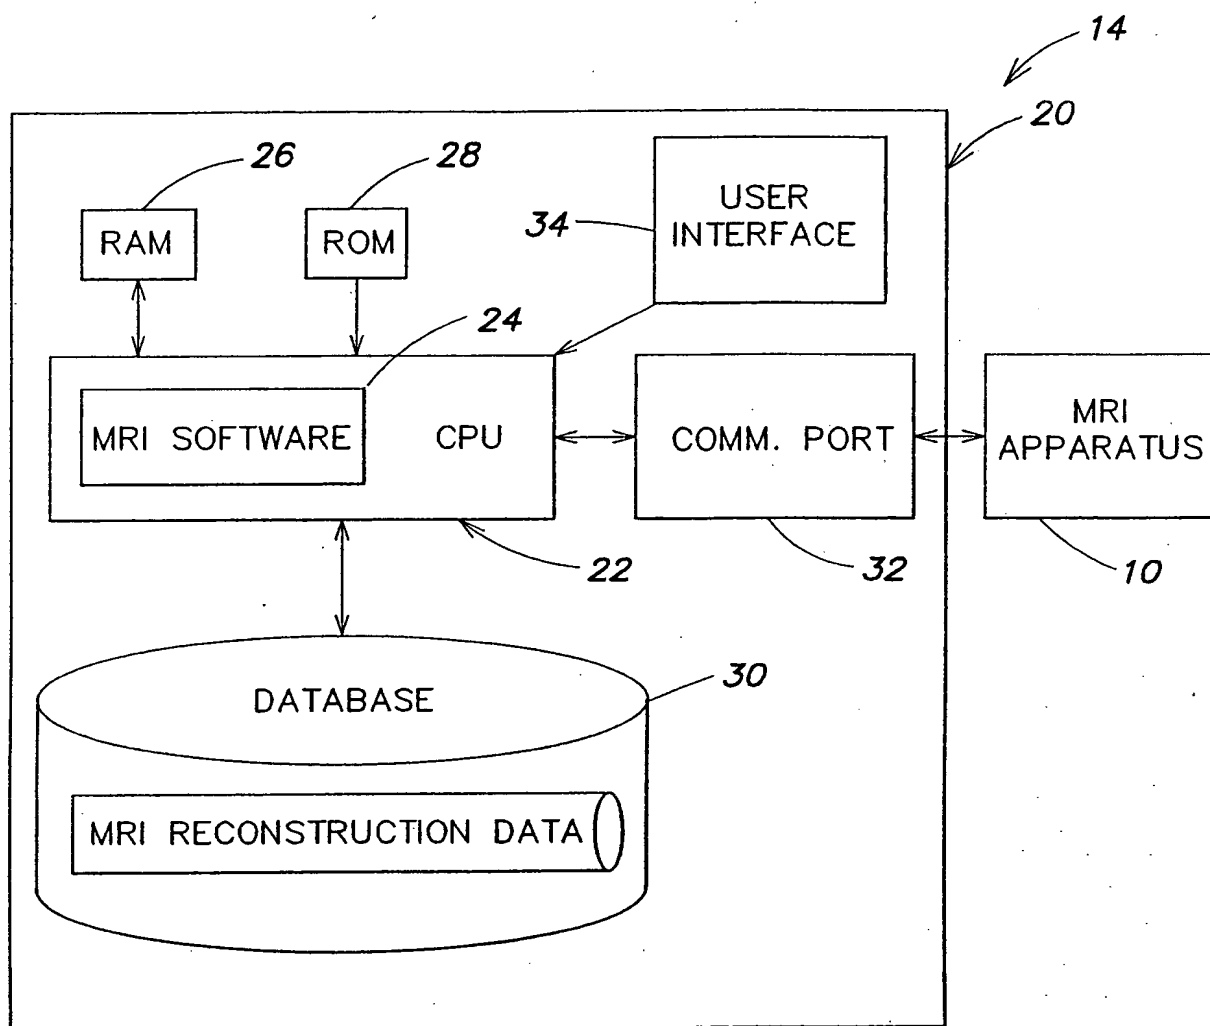 14
20
26
28
RAM
ROM
34
USER
INTERFACE
24
MRI SOFTWARE
CPU
COMM. PORT
MRI
APPARATUS
22
32
10
DATABASE
30
MRI RECONSTRUCTION DATA